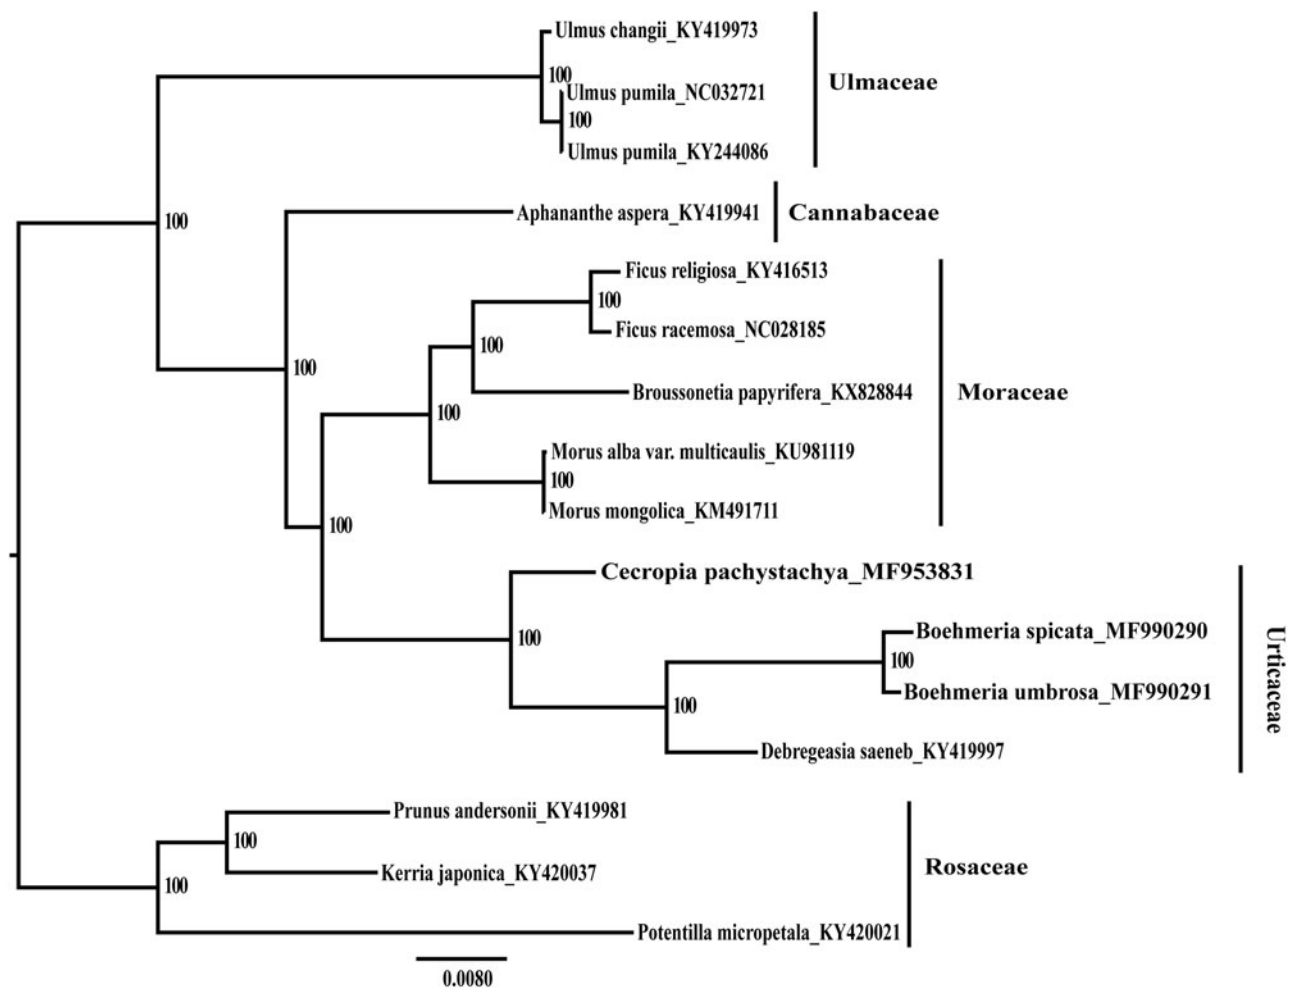 Ulmus changii_KY419973
100
Ulmus pumila_NC032721
Ulmaceae
100
Ulmus pumila_KY244086
100
Aphananthe aspera_KY419941
Cannabaceae
Ficus religiosa_KY416513
100
Ficus racemosa_NC028185
100
100
Broussonetia papyrifera_KX828844
Moraceae
100
Morus alba var. multicaulis_KU981119
100
Morus mongolica_KM491711
100
Cecropia pachystachya_MF953831
Boehmeria spicata_MF990290
100
100
Boehmeria umbrosa_MF990291
Urticaceae
100
Debregeasia saeneb_KY419997
Prunus andersonii_KY419981
100
Kerria japonica_KY420037
Rosaceae
100
Potentilla micropetala_KY420021
0.0080